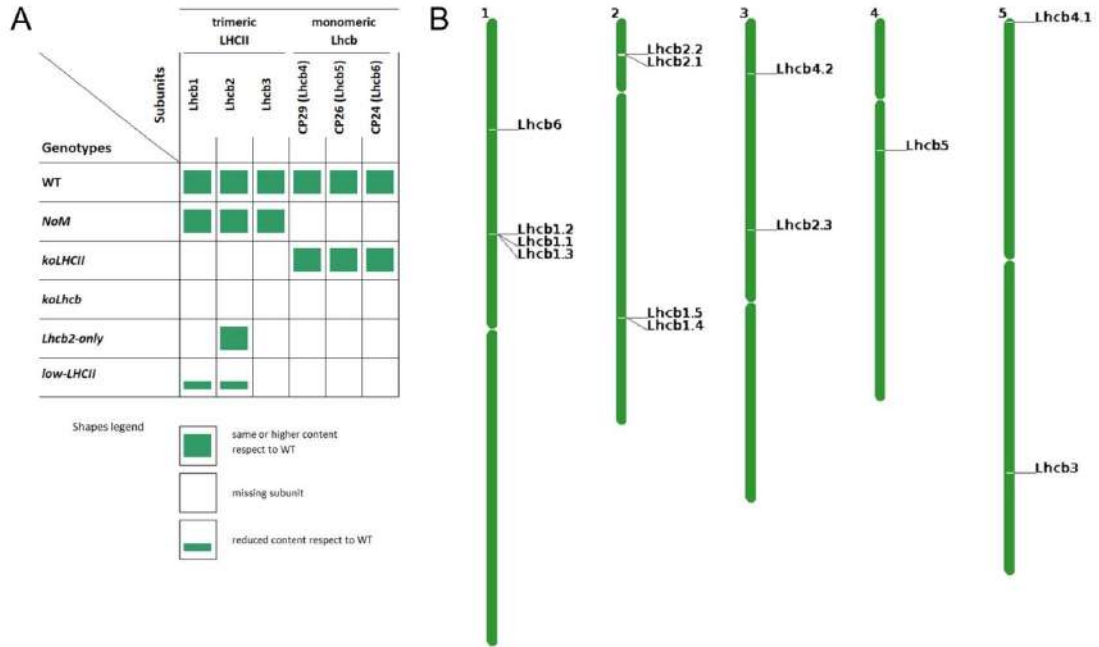 A
trimeric
LHCII
monomeric
Lhcb
Subunits
Lhcb1
Lhcb2
Lhcb3
CP29 (Lhcb4)
CP26 (Lhcb5)
CP24 (Lhcb6)
Genotypes
WT
NoM
koLHCII
koLhcb
Lhcb2-only
low-LHCII
Shapes legend
same or higher content
respect to WT
missing subunit
reduced content respect to WT
B
1
Lhcb6
Lhcb1.2
Lhcb1.1
Lhcb1.3
2
Lhcb2.2
Lhcb2.1
Lhcb1.5
Lhcb1.4
3
Lhcb4.2
Lhcb2.3
4
Lhcb5
5
Lhcb4.1
Lhcb3